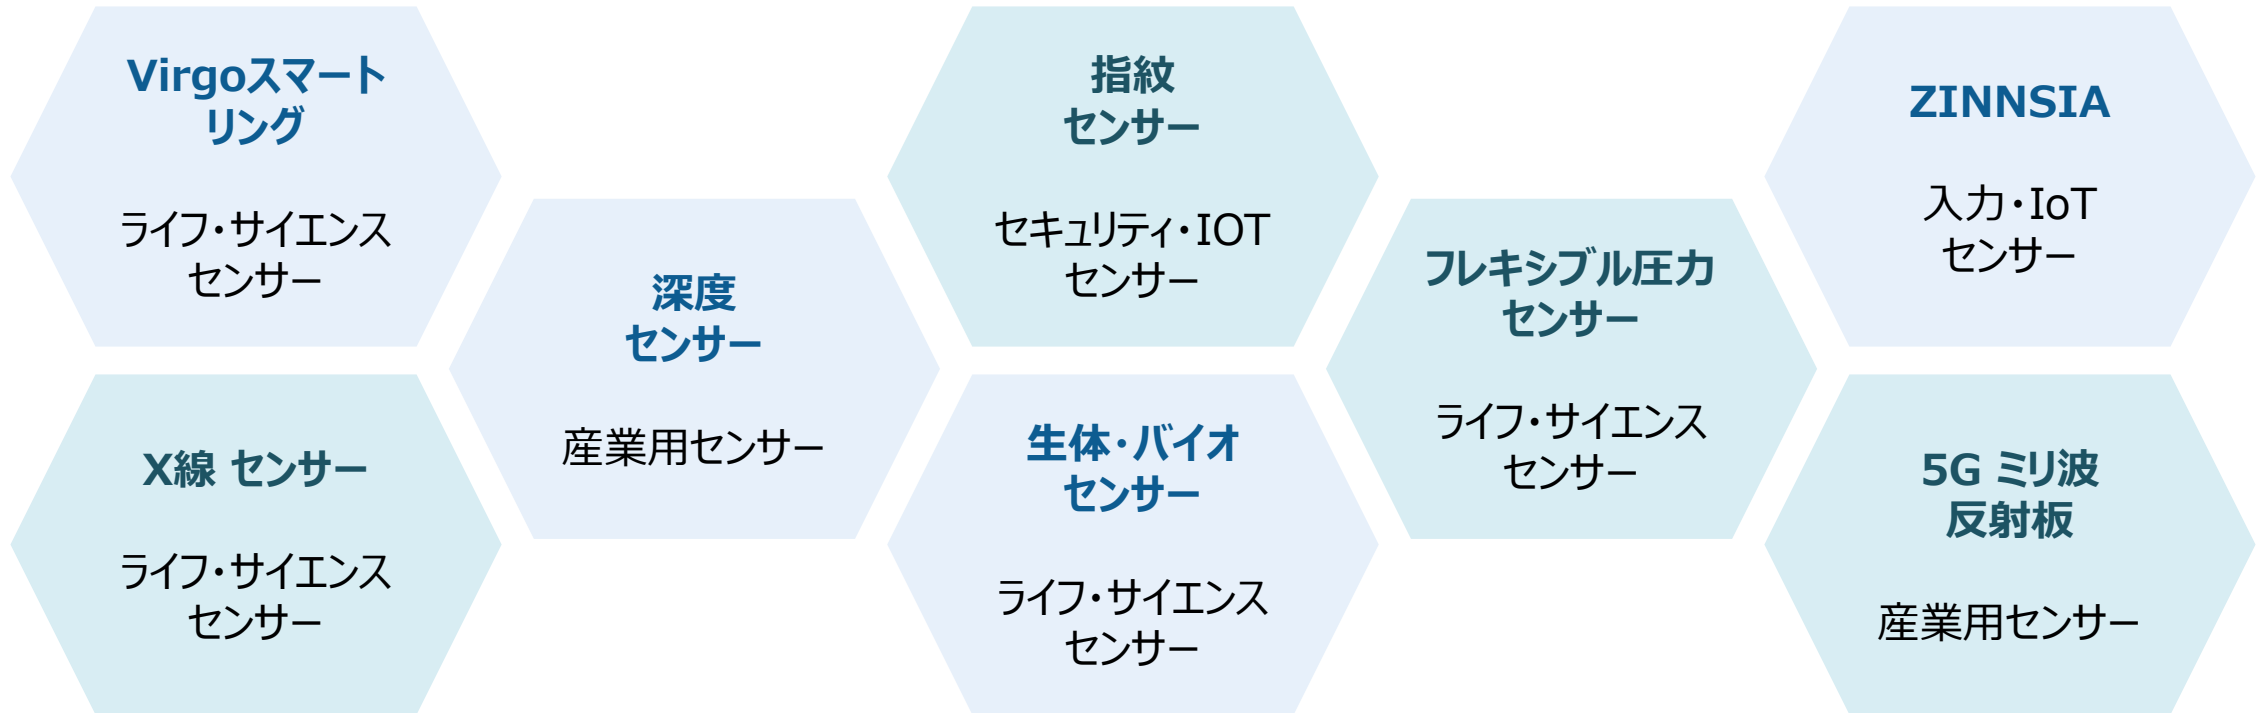 Virgoスマート
リング
ライフ・サイエンス
センサー
X線 センサー
ライフ・サイエンス
センサー
深度
センサー
産業用センサー
指紋
センサー
セキュリティ・IOT
センサー
生体・バイオ
センサー
ライフ・サイエンス
センサー
フレキシブル圧力
センサー
ライフ・サイエンス
センサー
ZINNSIA
入力・IoT
センサー
5G ミリ波
反射板
産業用センサー